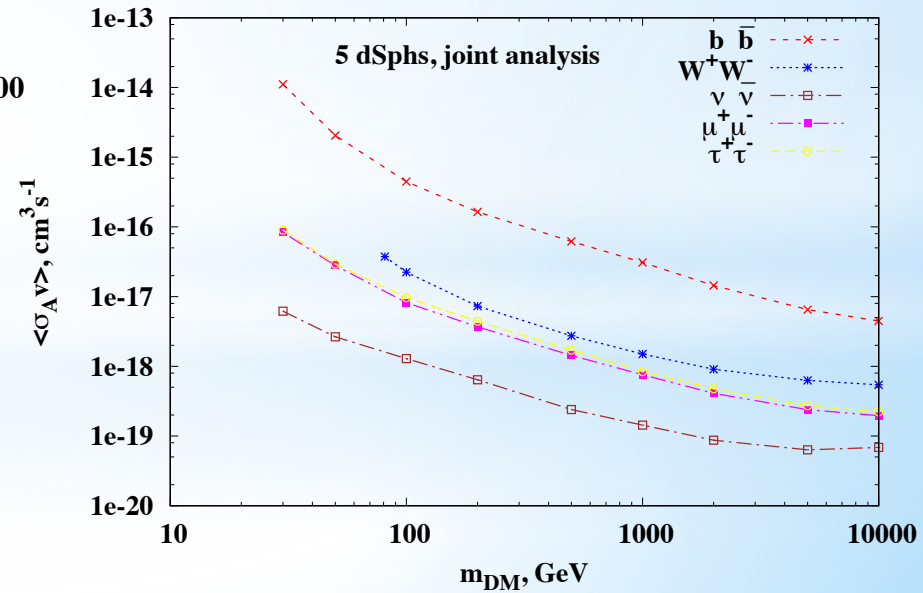 00
5 dSphs, joint analysis
b b̅
W⁺W⁻
ν ν̅
μ⁺μ⁻
τ⁺τ⁻
1e-13
1e-14
1e-15
1e-16
1e-17
1e-18
1e-19
1e-20
<σ_A v>, cm³s⁻¹
10 100 1000 10000
m_DM, GeV